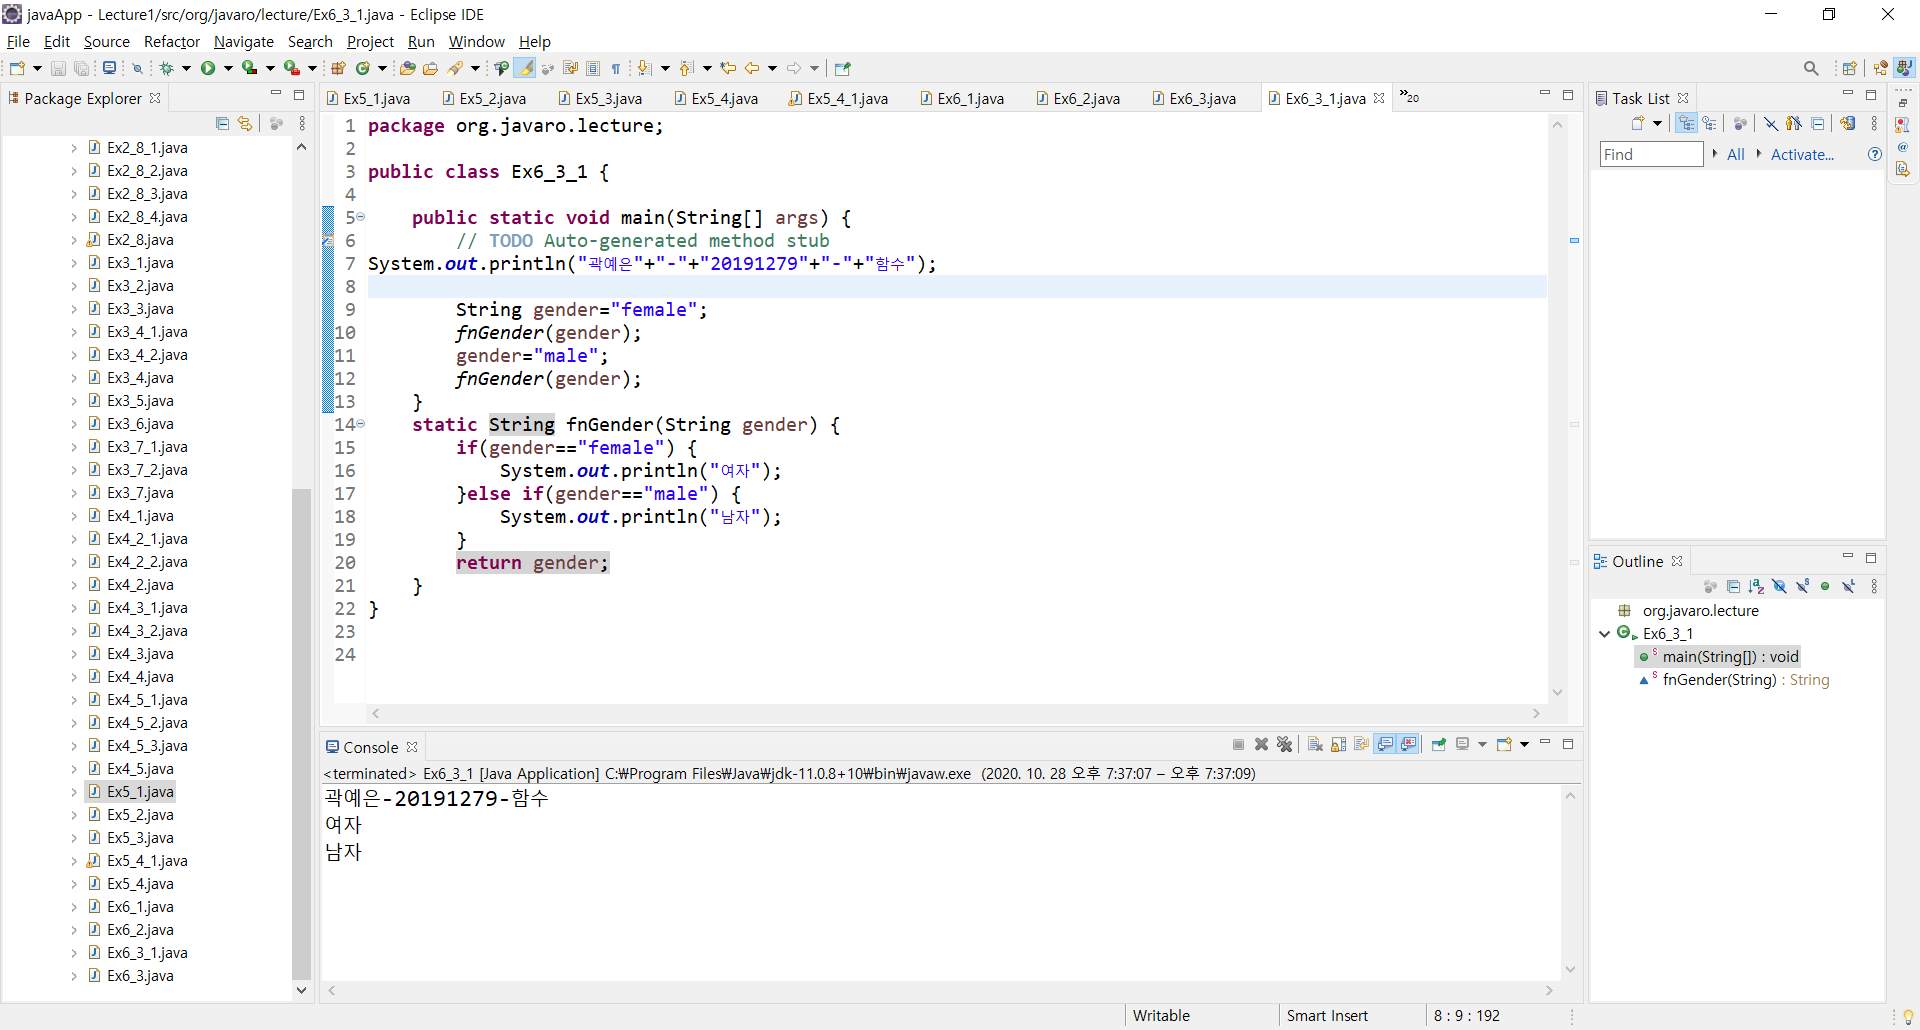 javaApp - Lecture1/src/org/javaro/lecture/Ex6_3_1.java - Eclipse IDE
File Edit Source Refactor Navigate Search Project Run Window Help
Package Explorer
Ex2_8_1.java
Ex2_8_2.java
Ex2_8_3.java
Ex2_8_4.java
Ex2_8.java
Ex3_1.java
Ex3_2.java
Ex3_3.java
Ex3_4_1.java
Ex3_4_2.java
Ex3_4.java
Ex3_5.java
Ex3_6.java
Ex3_7_1.java
Ex3_7_2.java
Ex3_7.java
Ex4_1.java
Ex4_2_1.java
Ex4_2_2.java
Ex4_2.java
Ex4_3_1.java
Ex4_3_2.java
Ex4_3.java
Ex4_4.java
Ex4_5_1.java
Ex4_5_2.java
Ex4_5_3.java
Ex4_5.java
Ex5_1.java
Ex5_2.java
Ex5_3.java
Ex5_4_1.java
Ex5_4.java
Ex6_1.java
Ex6_2.java
Ex6_3_1.java
Ex6_3.java
Ex5_1.java Ex5_2.java Ex5_3.java Ex5_4.java Ex5_4_1.java Ex6_1.java Ex6_2.java Ex6_3.java Ex6_3_1.java »20
1 package org.javaro.lecture;
2
3 public class Ex6_3_1 {
4
5 public static void main(String[] args) {
6 // TODO Auto-generated method stub
7 System.out.println("곽예은"+"-"+"20191279"+"-"+"함수");
8
9 String gender="female";
10 fnGender(gender);
11 gender="male";
12 fnGender(gender);
13 }
14 static String fnGender(String gender) {
15 if(gender=="female") {
16 System.out.println("여자");
17 }else if(gender=="male") {
18 System.out.println("남자");
19 }
20 return gender;
21 }
22 }
23
24
Console
<terminated> Ex6_3_1 [Java Application] C:₩Program Files₩Java₩jdk-11.0.8+10₩bin₩javaw.exe (2020. 10. 28 오후 7:37:07 – 오후 7:37:09)
곽예은-20191279-함수
여자
남자
Task List
Find All Activate...
Outline
org.javaro.lecture
Ex6_3_1
main(String[]) : void
fnGender(String) : String
Writable Smart Insert 8 : 9 : 192